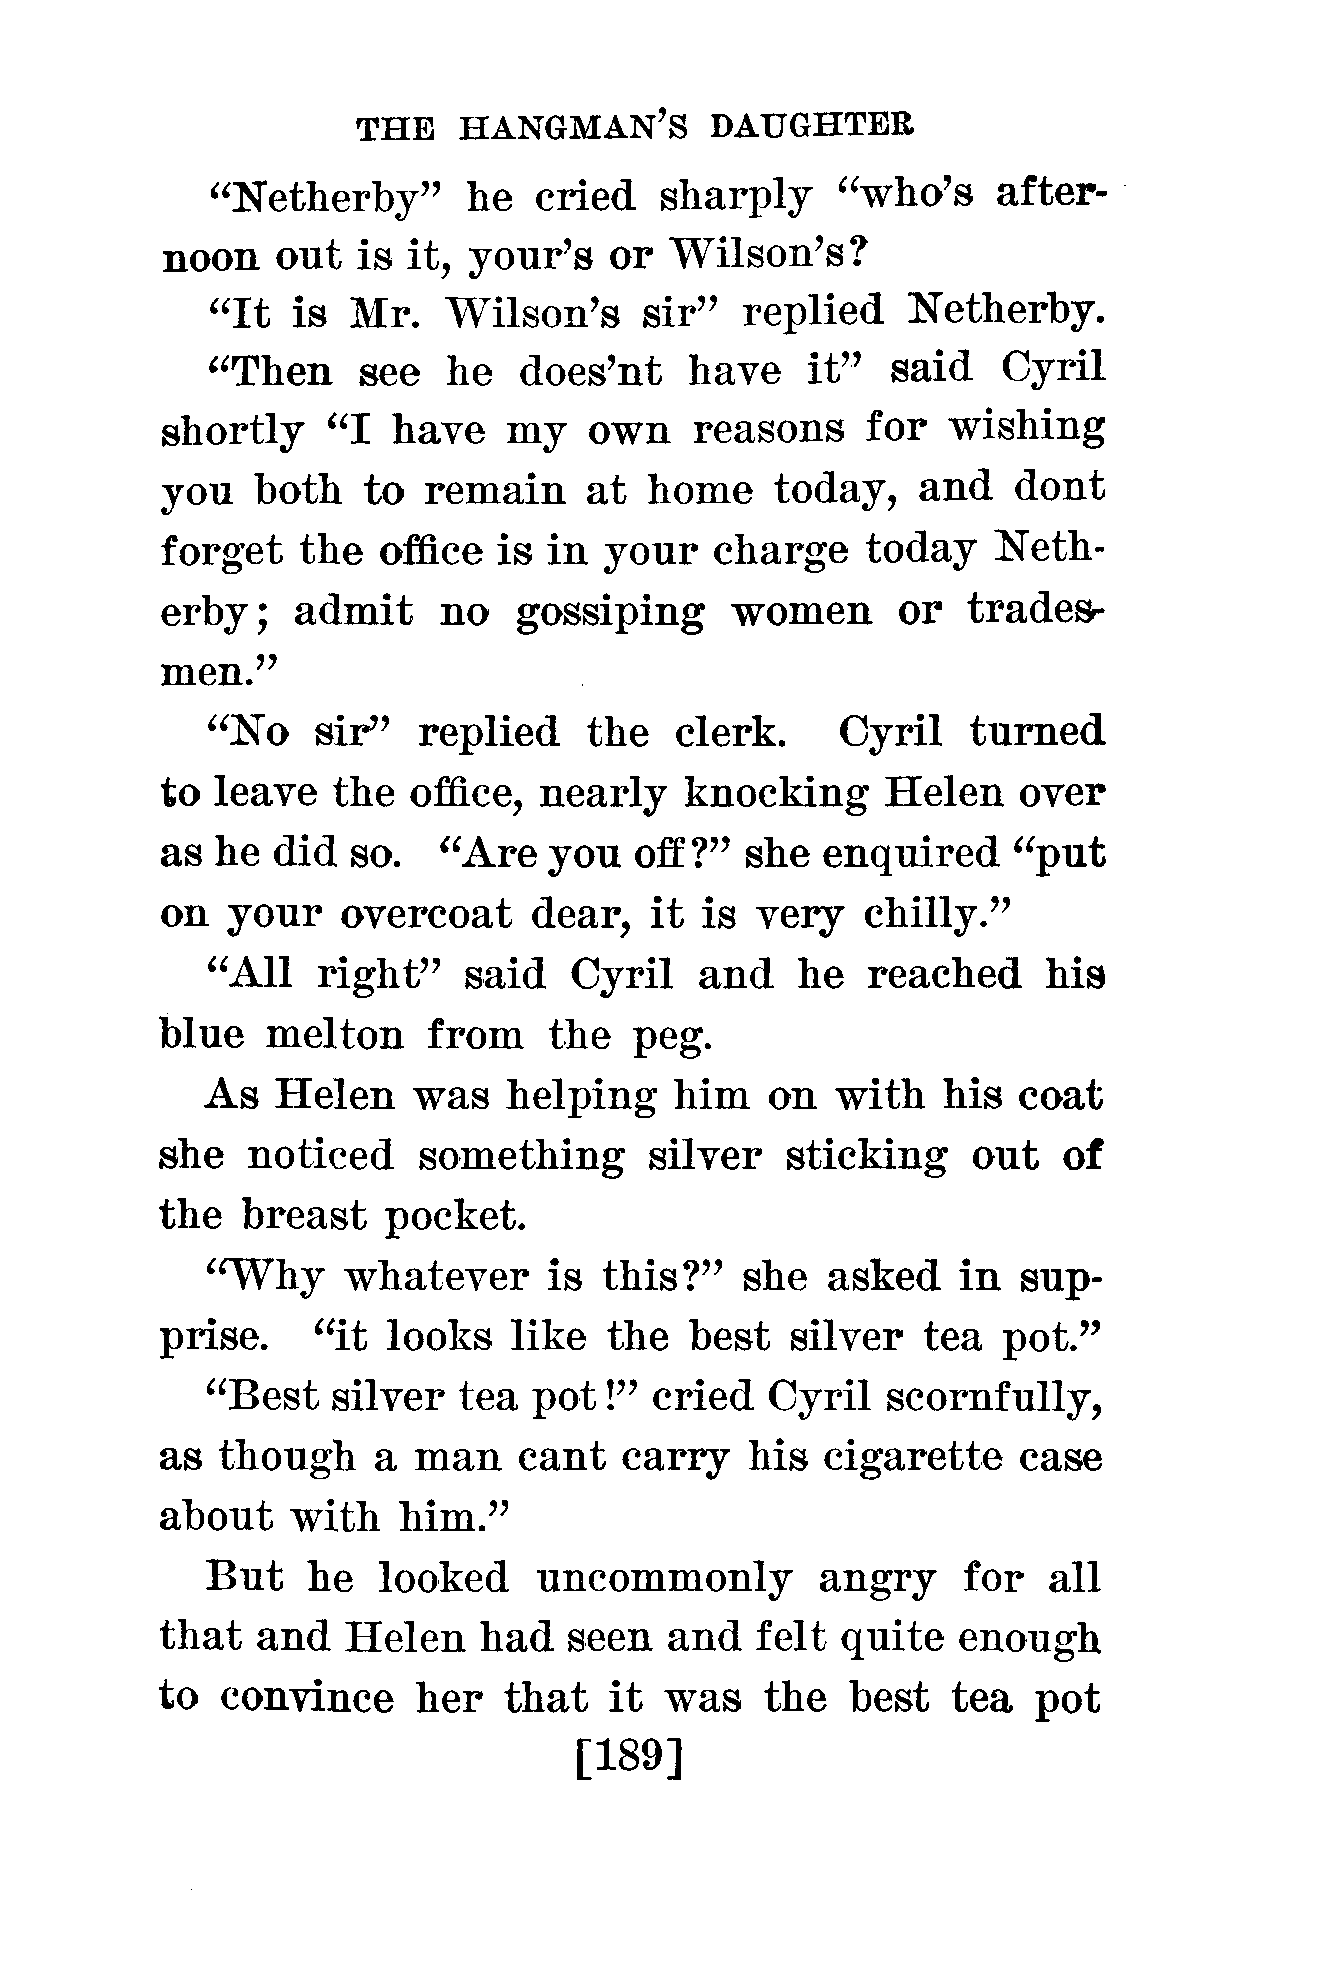 THE HANGMAN'S DAUGHTER
“Netherby” he cried sharply “who's after-
noon out is it, your's or Wilson's?
“It is Mr. Wilson's sir” replied Netherby.
“Then see he does'nt have it” said Cyril
shortly “I have my own reasons for wishing
you both to remain at home today, and dont
forget the office is in your charge today Neth-
erby; admit no gossiping women or trades-
men.”
“No sir” replied the clerk. Cyril turned
to leave the office, nearly knocking Helen over
as he did so. “Are you off?” she enquired “put
on your overcoat dear, it is very chilly.”
“All right” said Cyril and he reached his
blue melton from the peg.
As Helen was helping him on with his coat
she noticed something silver sticking out of
the breast pocket.
“Why whatever is this?” she asked in sup-
prise. “it looks like the best silver tea pot.”
“Best silver tea pot!” cried Cyril scornfully,
as though a man cant carry his cigarette case
about with him.”
But he looked uncommonly angry for all
that and Helen had seen and felt quite enough
to convince her that it was the best tea pot
[189]